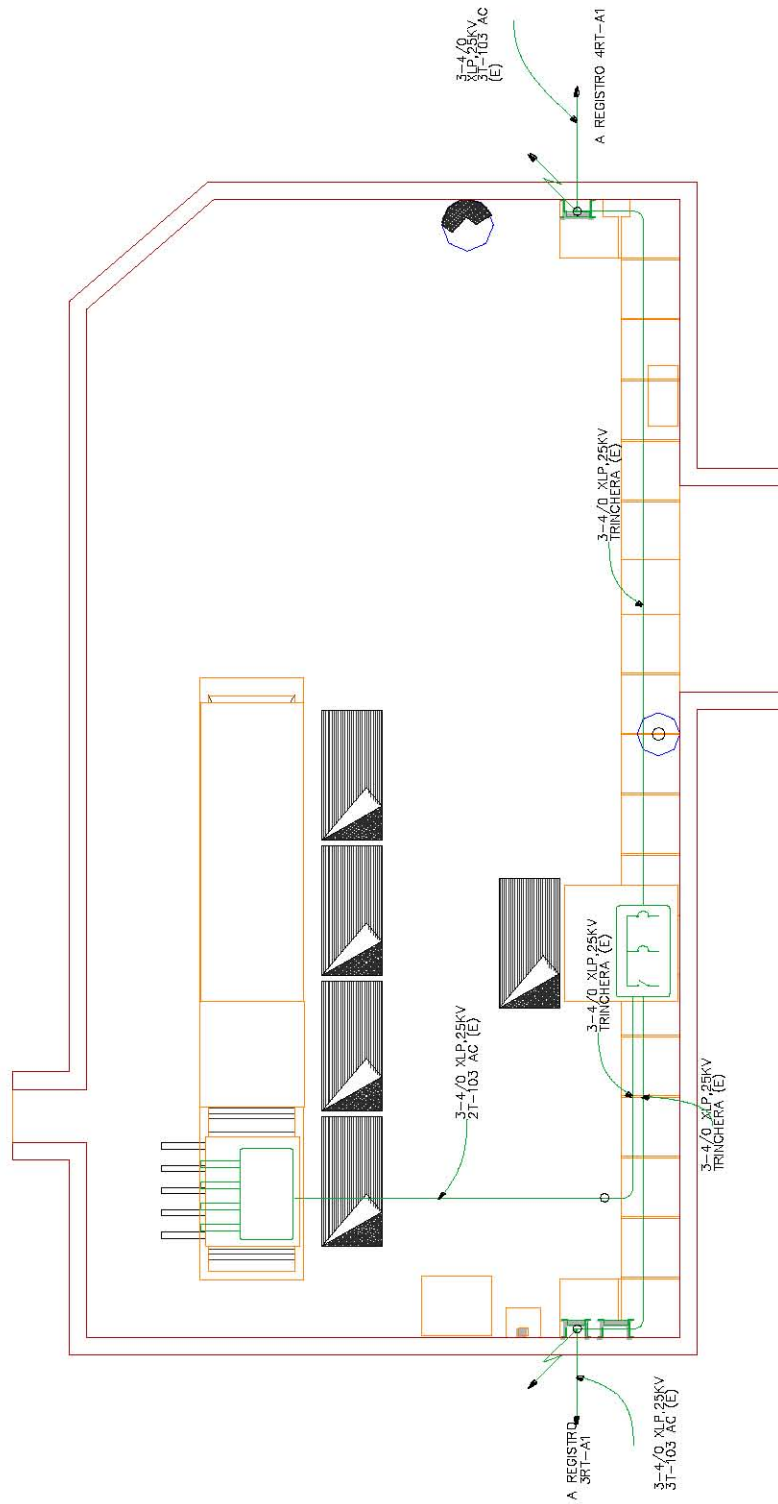 3-4/0
XLP,25KV
3T-103 AC
(E)
A REGISTRO 4RT-A1
3-4/0 XLP,25KV
TRINCHERA (E)
3-4/0 XLP,25KV
TRINCHERA (E)
3-4/0 XLP,25KV
2T-103 AC (E)
3-4/0 XLP,25KV
TRINCHERA (E)
A REGISTRO
3RT-A1
3-4/0 XLP,25KV
3T-103 AC (E)